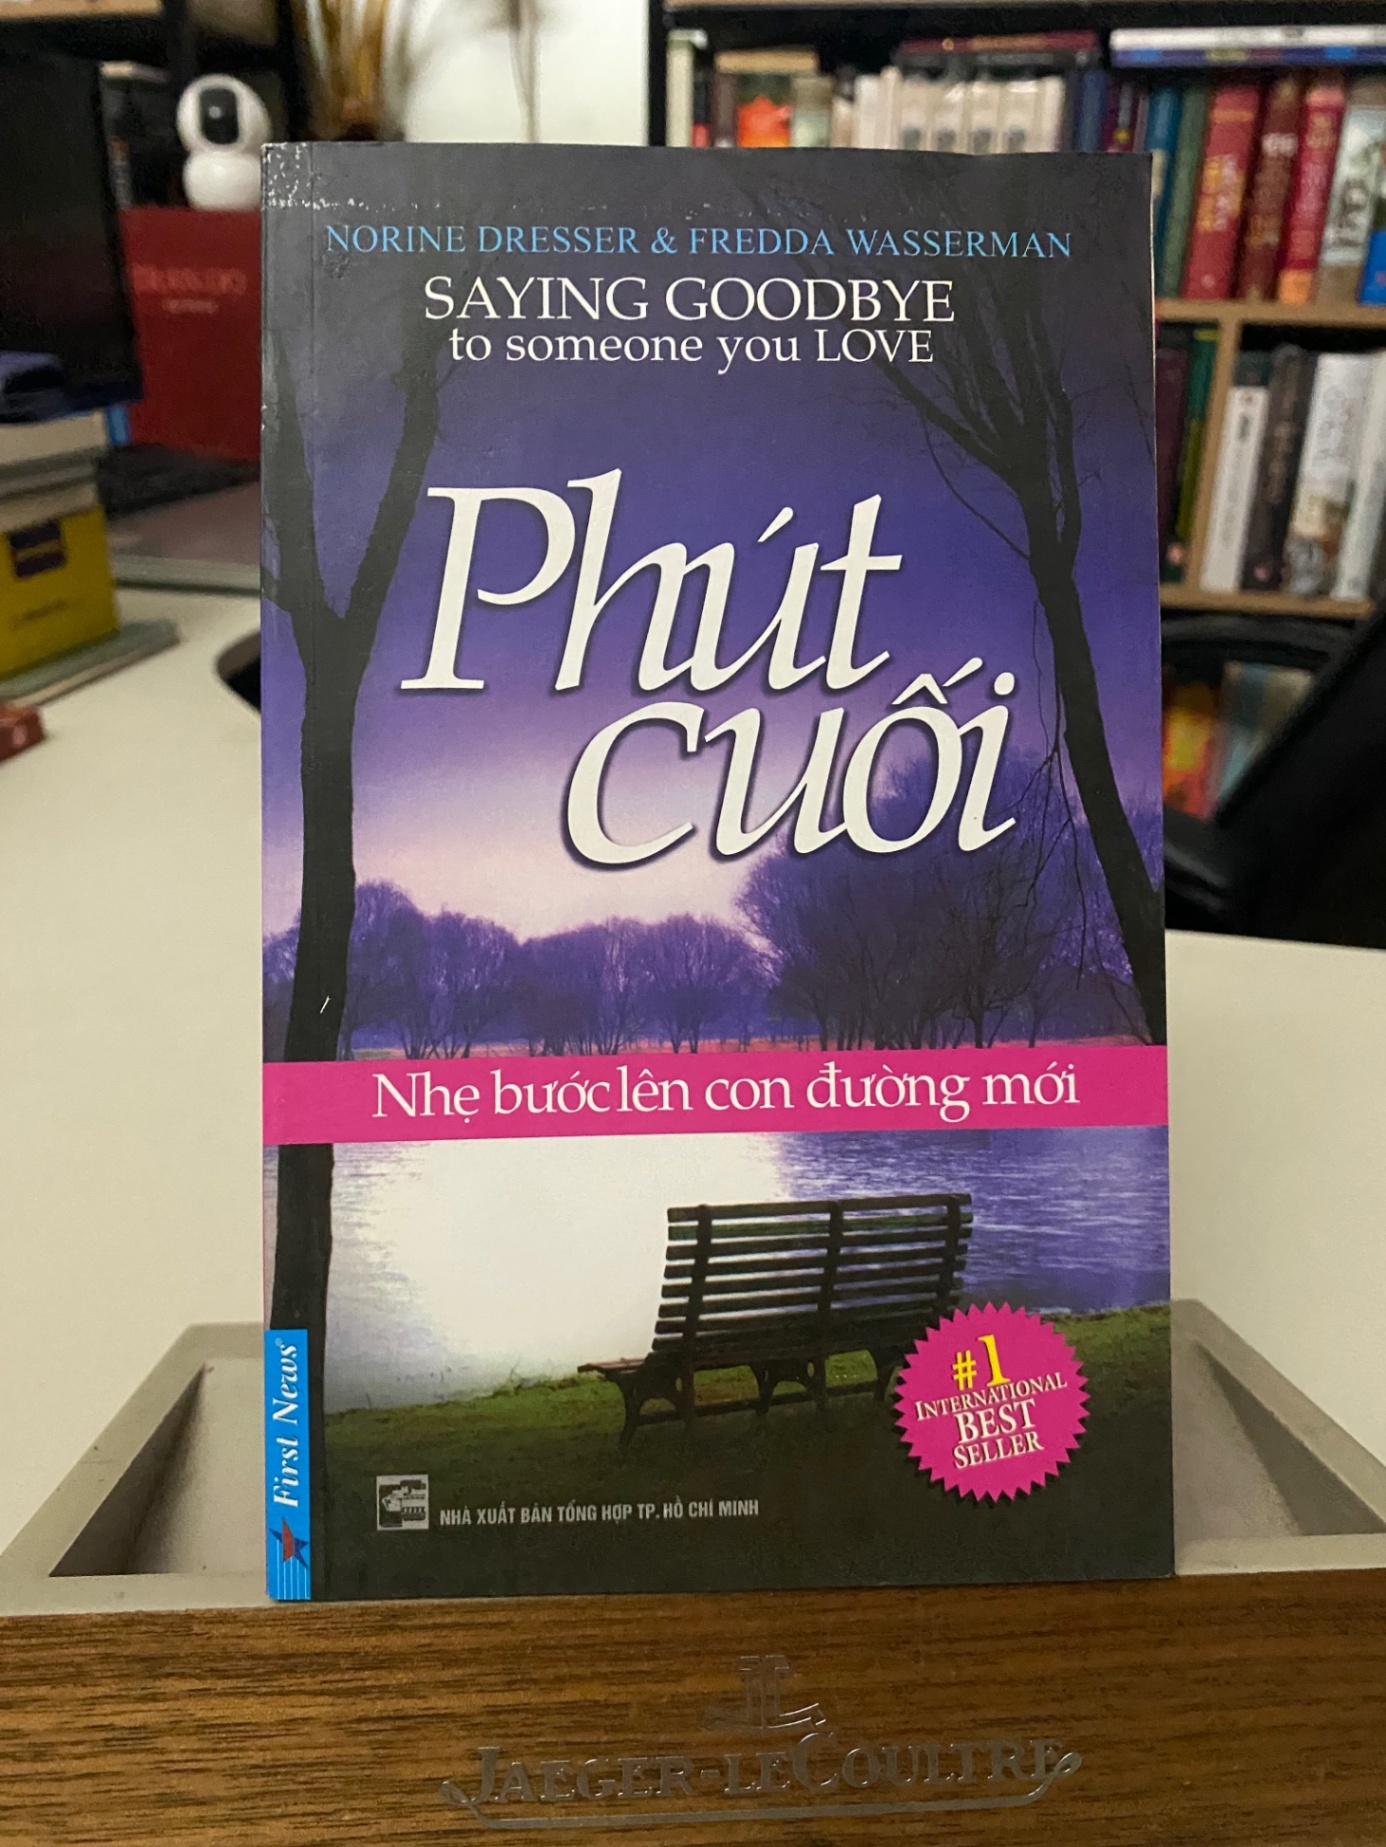 NORINE DRESSER & FREDDA WASSERMAN
SAYING GOODBYE
to someone you LOVE
Phút
cuối
Nhẹ bước lên con đường mới
#1
INTERNATIONAL
BEST
SELLER
First News®
NHÀ XUẤT BẢN TỔNG HỢP TP. HỒ CHÍ MINH
JAEGER-LECOULTRE